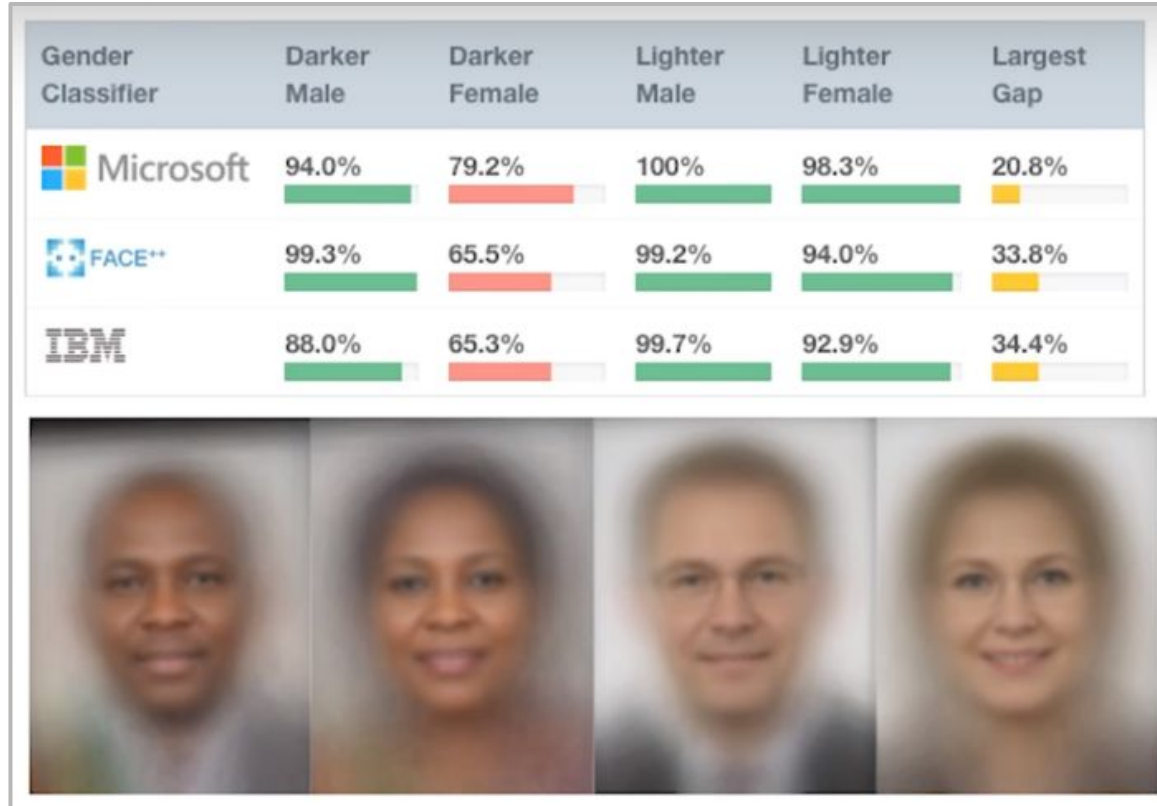 Gender Classifier Darker Male Darker Female Lighter Male Lighter Female Largest Gap
Microsoft 94.0% 79.2% 100% 98.3% 20.8%
FACE++ 99.3% 65.5% 99.2% 94.0% 33.8%
IBM 88.0% 65.3% 99.7% 92.9% 34.4%